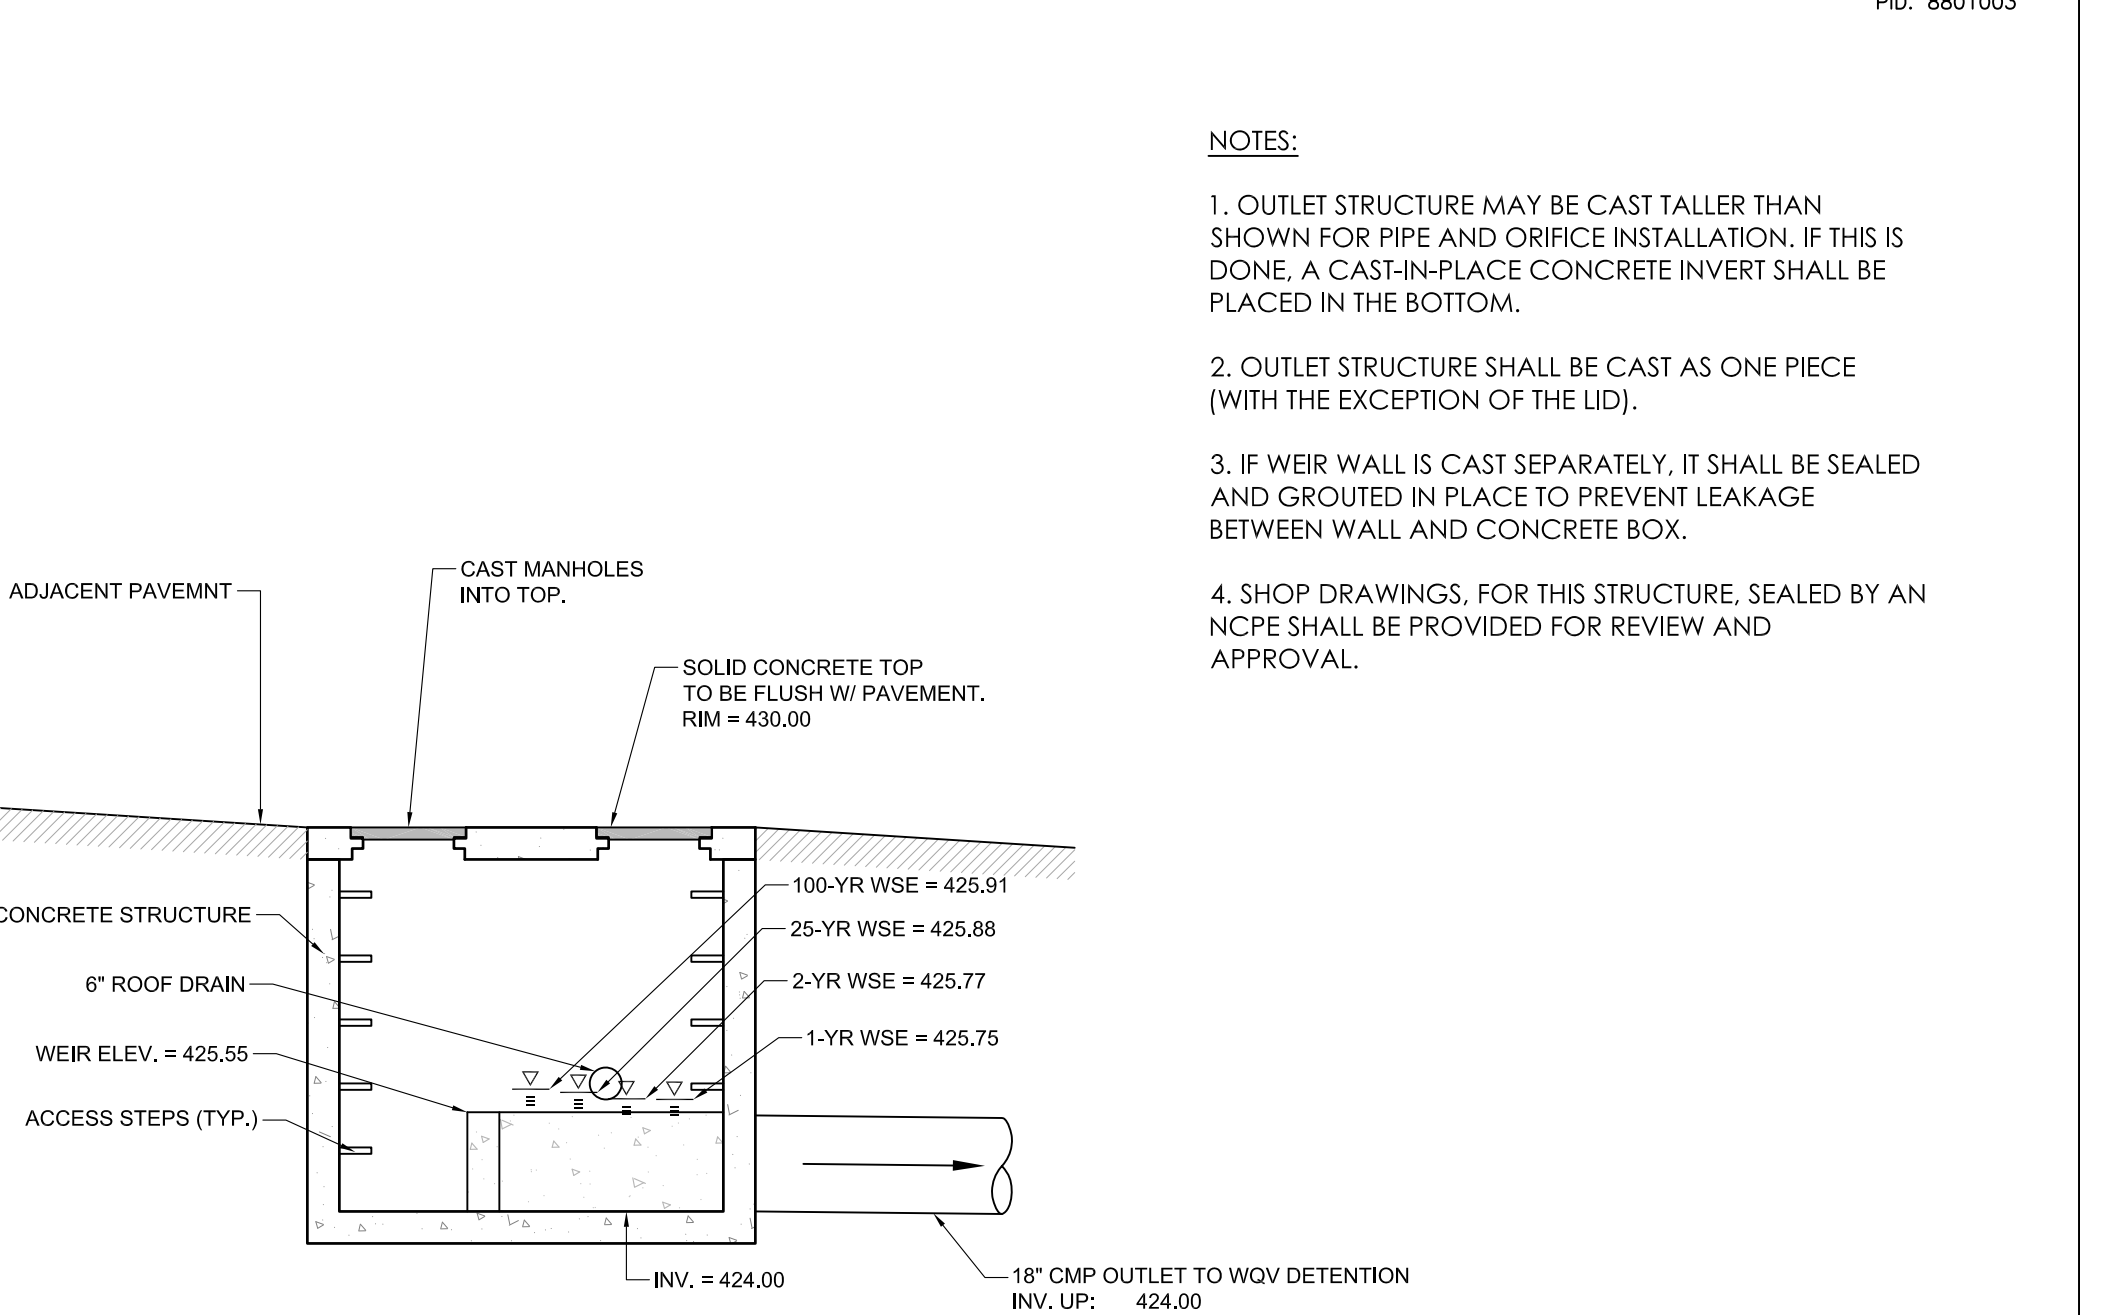 PID: 8801003
NOTES:
1. OUTLET STRUCTURE MAY BE CAST TALLER THAN
SHOWN FOR PIPE AND ORIFICE INSTALLATION. IF THIS IS
DONE, A CAST-IN-PLACE CONCRETE INVERT SHALL BE
PLACED IN THE BOTTOM.
2. OUTLET STRUCTURE SHALL BE CAST AS ONE PIECE
(WITH THE EXCEPTION OF THE LID).
3. IF WEIR WALL IS CAST SEPARATELY, IT SHALL BE SEALED
AND GROUTED IN PLACE TO PREVENT LEAKAGE
BETWEEN WALL AND CONCRETE BOX.
4. SHOP DRAWINGS, FOR THIS STRUCTURE, SEALED BY AN
NCPE SHALL BE PROVIDED FOR REVIEW AND
APPROVAL.
ADJACENT PAVEMNT
CAST MANHOLES
INTO TOP.
SOLID CONCRETE TOP
TO BE FLUSH W/ PAVEMENT.
RIM = 430.00
CONCRETE STRUCTURE
6" ROOF DRAIN
WEIR ELEV. = 425.55
ACCESS STEPS (TYP.)
100-YR WSE = 425.91
25-YR WSE = 425.88
2-YR WSE = 425.77
1-YR WSE = 425.75
INV. = 424.00
18" CMP OUTLET TO WQV DETENTION
INV. UP: 424.00